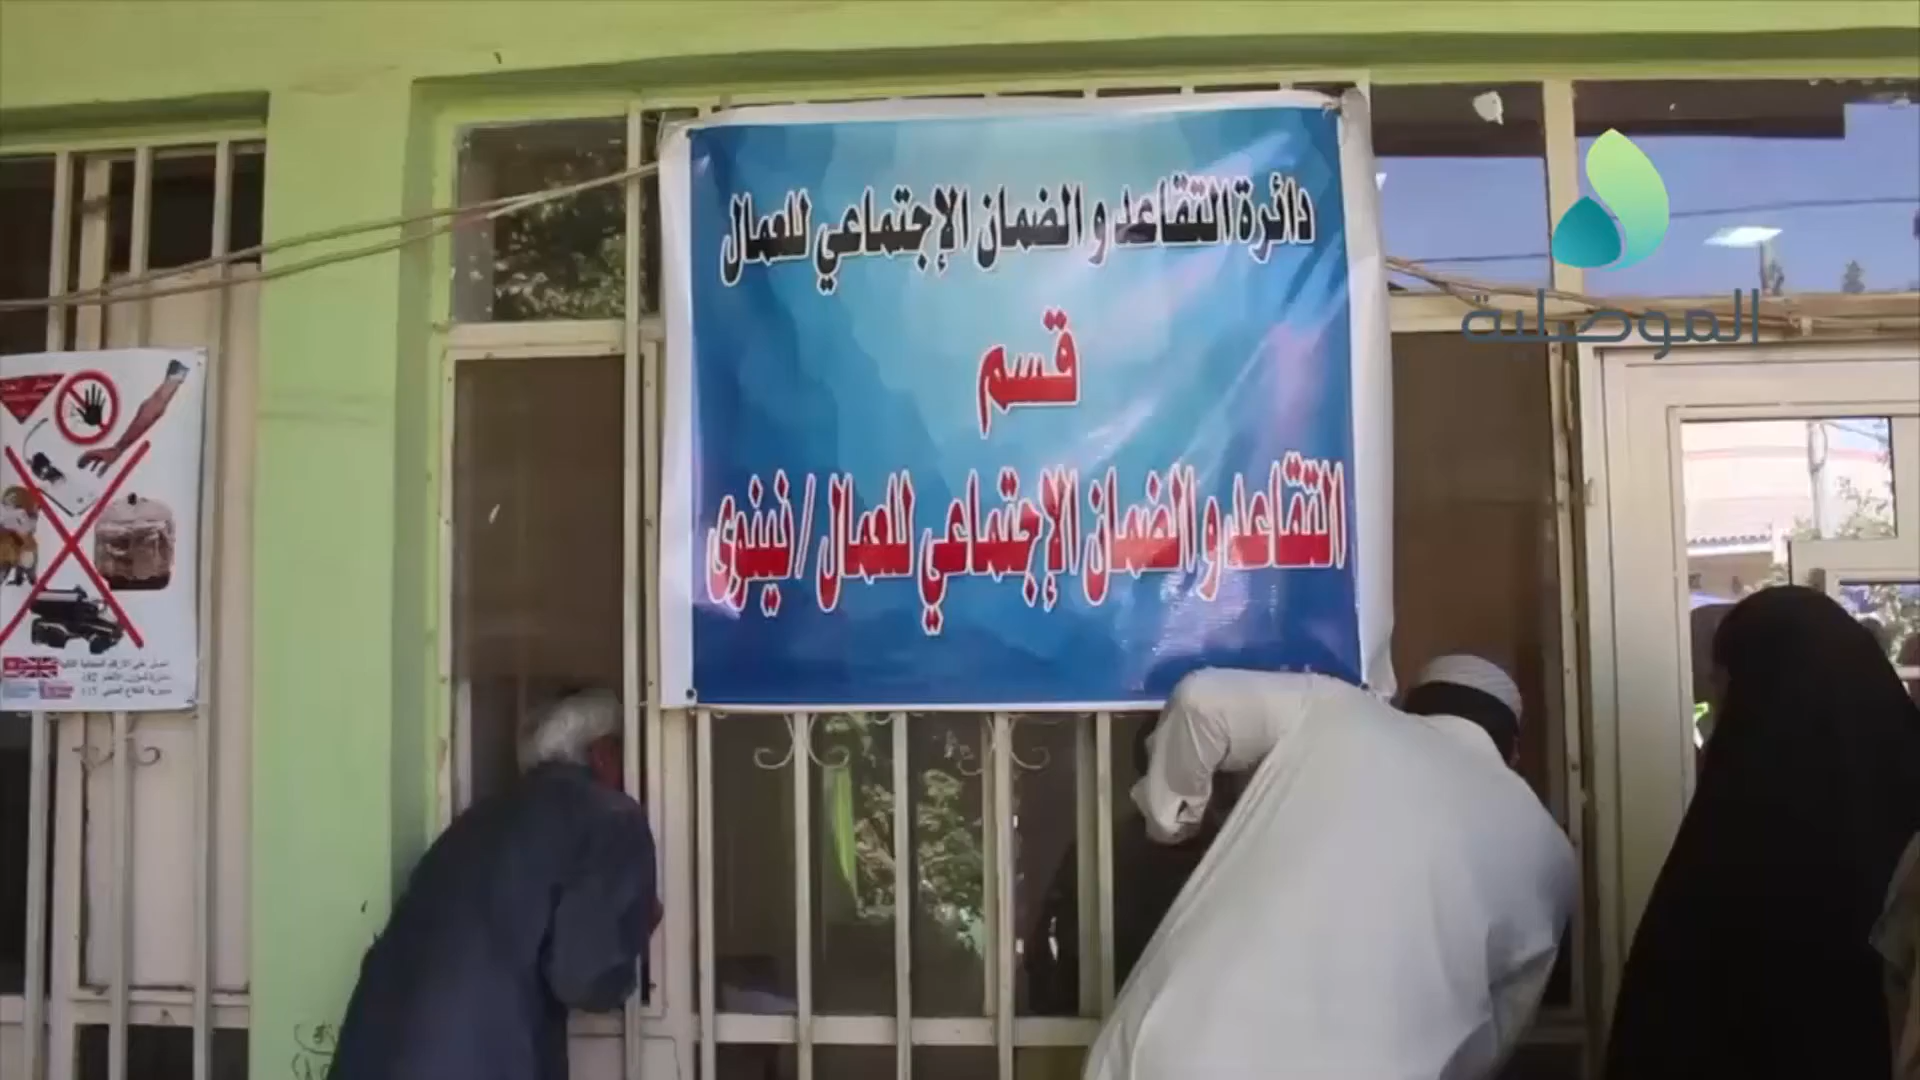 دائرة التقاعد و الضمان الإجتماعي للعمال
قسم
التقاعد و الضمان الإجتماعي للعمال / نينوى
الموصلية